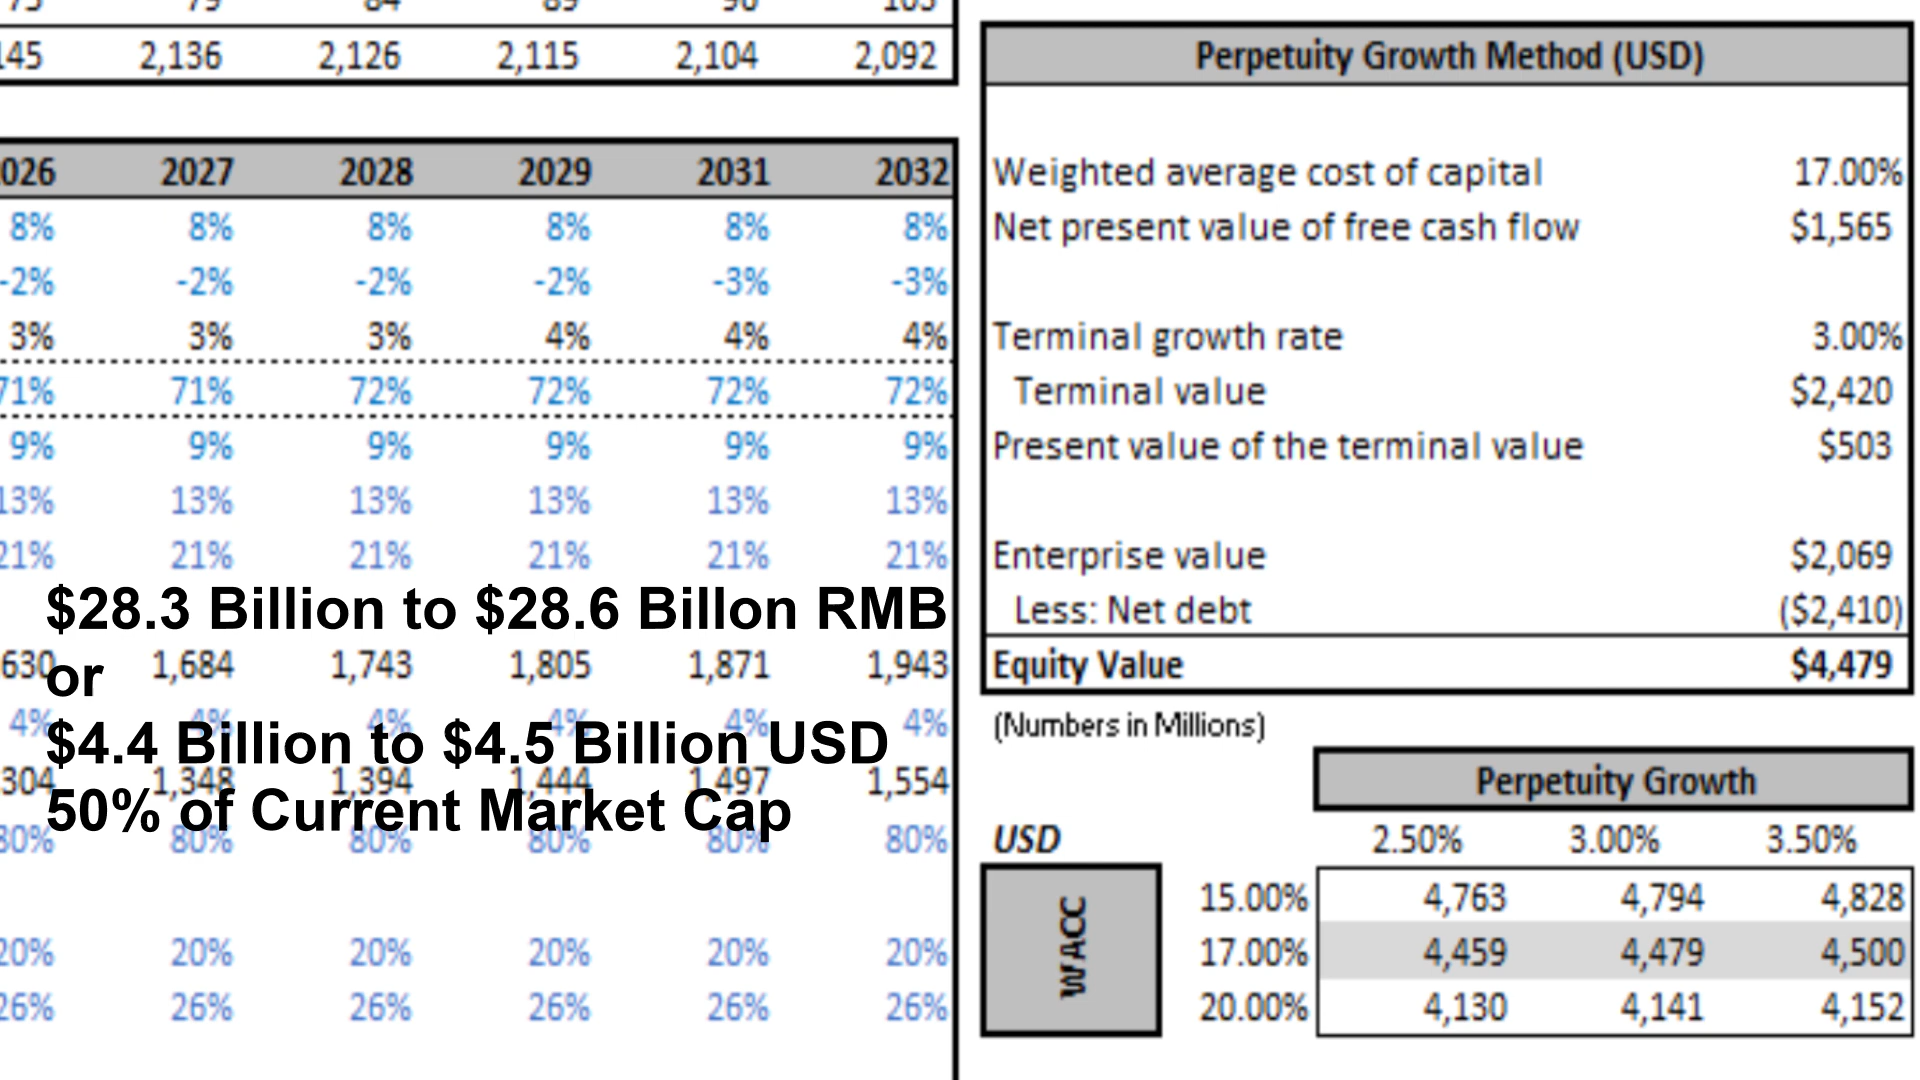 145 2,136 2,126 2,115 2,104 2,092
2026 2027 2028 2029 2031 2032
8% 8% 8% 8% 8% 8%
-2% -2% -2% -2% -3% -3%
3% 3% 3% 4% 4% 4%
71% 71% 72% 72% 72% 72%
9% 9% 9% 9% 9% 9%
13% 13% 13% 13% 13% 13%
21% 21% 21% 21% 21% 21%
$28.3 Billion to $28.6 Billon RMB
or
630 1,684 1,743 1,805 1,871 1,943
4% 4% 4% 4% 4% 4%
$4.4 Billion to $4.5 Billion USD
304 1,348 1,394 1,444 1,497 1,554
50% of Current Market Cap
80% 80% 80% 80% 80% 80%
20% 20% 20% 20% 20% 20%
26% 26% 26% 26% 26% 26%
Perpetuity Growth Method (USD)
Weighted average cost of capital 17.00%
Net present value of free cash flow $1,565
Terminal growth rate 3.00%
Terminal value $2,420
Present value of the terminal value $503
Enterprise value $2,069
Less: Net debt ($2,410)
Equity Value $4,479
(Numbers in Millions)
Perpetuity Growth
USD 2.50% 3.00% 3.50%
WACC
15.00% 4,763 4,794 4,828
17.00% 4,459 4,479 4,500
20.00% 4,130 4,141 4,152